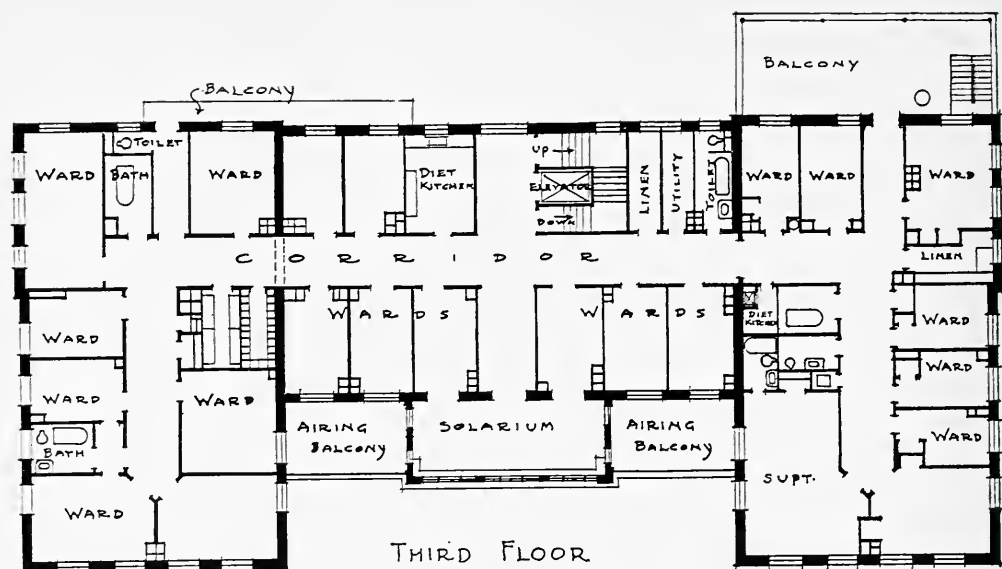 BALCONY
BALCONY
TOILET
WARD
BATH
WARD
DIET
KITCHEN
UP
ELEVATOR
DOWN
LINEN
UTILITY
TOILET
WARD
WARD
WARD
LINEN
CORRIDOR
WARDS
WARDS
DIET
KITCHEN
WARD
WARD
WARD
WARD
WARD
WARD
BATH
AIRING
BALCONY
SOLARIUM
AIRING
BALCONY
WARD
SUPT.
WARD
THIRD FLOOR